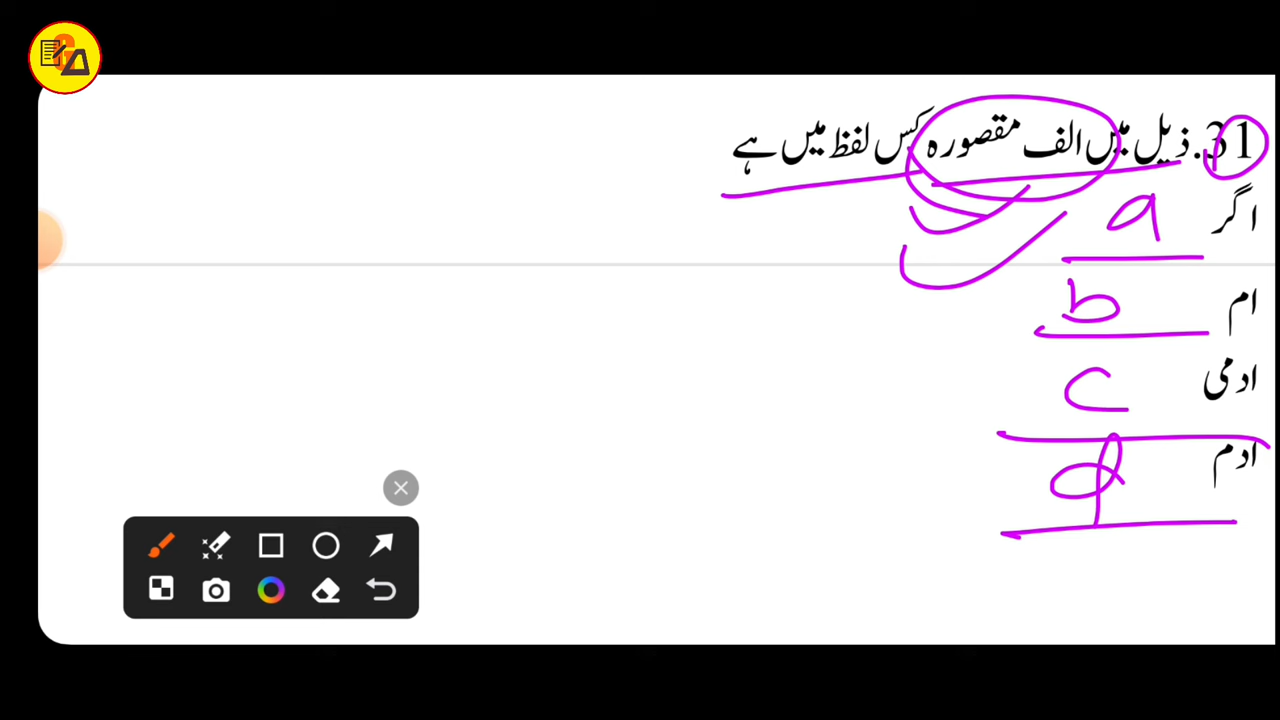 31.ذیل میں الف مقصورہ کس لفظ میں ہے
اگر a
ام b
ادمی c
ادم d